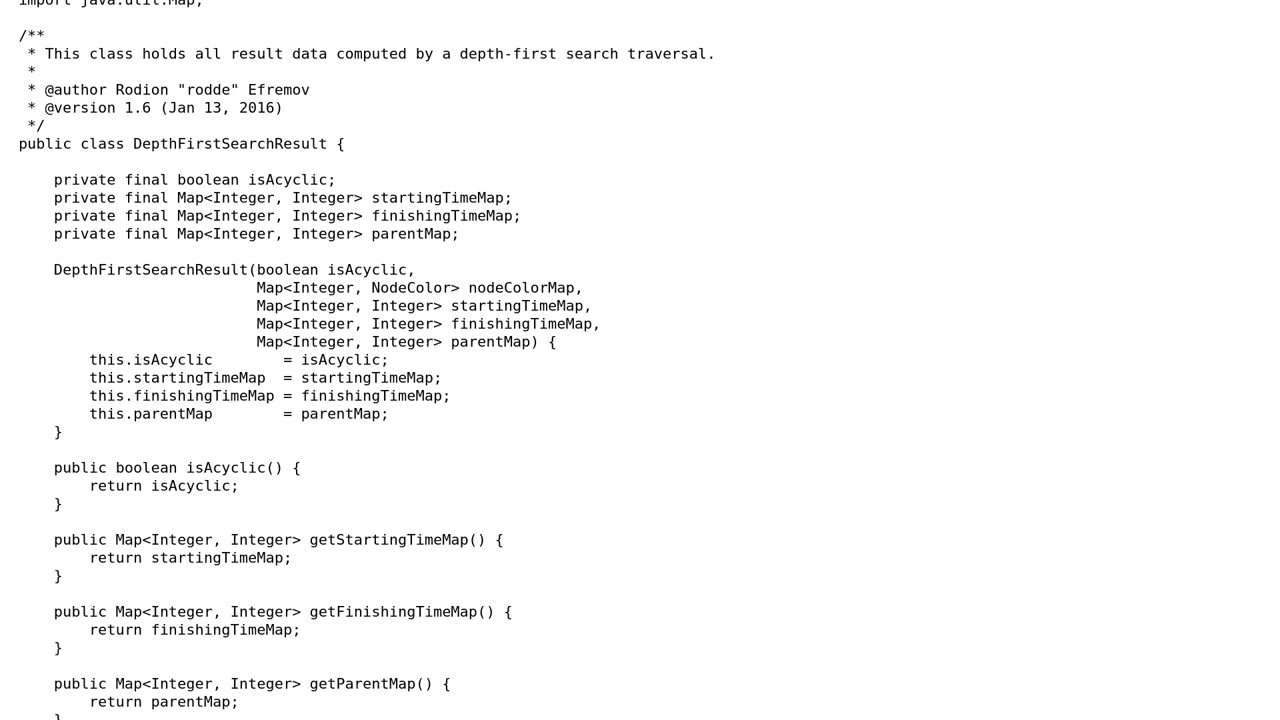 import java.util.Map;

/**
 * This class holds all result data computed by a depth-first search traversal.
 *
 * @author Rodion "rodde" Efremov
 * @version 1.6 (Jan 13, 2016)
 */
public class DepthFirstSearchResult {

    private final boolean isAcyclic;
    private final Map<Integer, Integer> startingTimeMap;
    private final Map<Integer, Integer> finishingTimeMap;
    private final Map<Integer, Integer> parentMap;

    DepthFirstSearchResult(boolean isAcyclic,
                           Map<Integer, NodeColor> nodeColorMap,
                           Map<Integer, Integer> startingTimeMap,
                           Map<Integer, Integer> finishingTimeMap,
                           Map<Integer, Integer> parentMap) {
        this.isAcyclic        = isAcyclic;
        this.startingTimeMap  = startingTimeMap;
        this.finishingTimeMap = finishingTimeMap;
        this.parentMap        = parentMap;
    }

    public boolean isAcyclic() {
        return isAcyclic;
    }

    public Map<Integer, Integer> getStartingTimeMap() {
        return startingTimeMap;
    }

    public Map<Integer, Integer> getFinishingTimeMap() {
        return finishingTimeMap;
    }

    public Map<Integer, Integer> getParentMap() {
        return parentMap;
    }